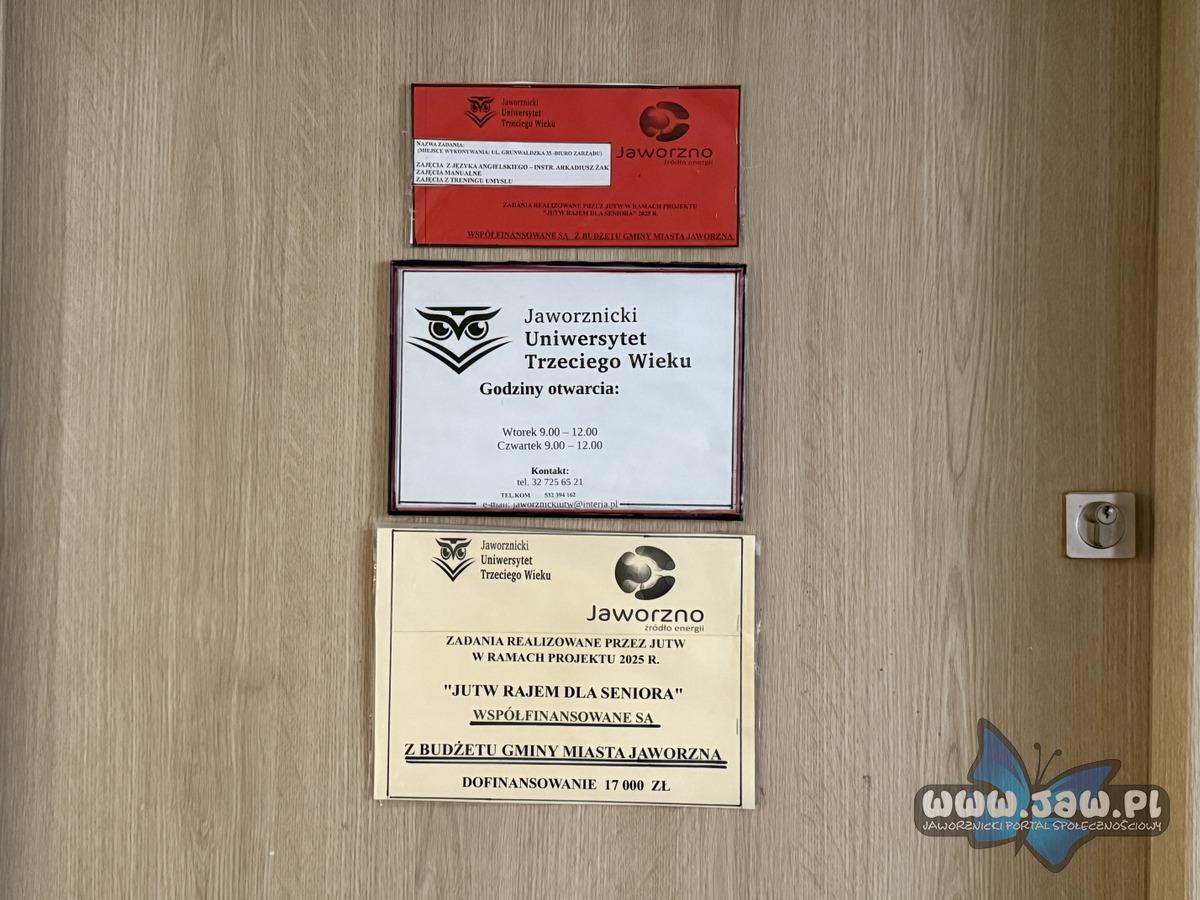 Jaworznicki
Uniwersytet
Trzeciego Wieku
Jaworzno
źródło energii
NAZWA ZADANIA:
(MIEJSCE WYKONYWANIA: UL. GRUNWALDZKA 35 -BIURO ZARZĄDU)
ZAJĘCIA Z JĘZYKA ANGIELSKIEGO – INSTR. ARKADIUSZ ŻAK
ZAJĘCIA MANUALNE
ZAJĘCIA Z TRENINGU UMYSŁU
ZADANIA REALIZOWANE PRZEZ JUTW W RAMACH PROJEKTU
"JUTW RAJEM DLA SENIORA" 2025 R.
WSPÓŁFINANSOWANE SĄ Z BUDŻETU GMINY MIASTA JAWORZNA
Jaworznicki
Uniwersytet
Trzeciego Wieku
Godziny otwarcia:
Wtorek 9.00 – 12.00
Czwartek 9.00 – 12.00
Kontakt:
tel. 32 725 65 21
TEL.KOM 532 394 162
e-mail: jaworznickiutw@interia.pl
Jaworznicki
Uniwersytet
Trzeciego Wieku
Jaworzno
źródło energii
ZADANIA REALIZOWANE PRZEZ JUTW
W RAMACH PROJEKTU 2025 R.
"JUTW RAJEM DLA SENIORA"
WSPÓŁFINANSOWANE SĄ
Z BUDŻETU GMINY MIASTA JAWORZNA
DOFINANSOWANIE 17 000 ZŁ
www.jaw.pl
JAWORZNICKI PORTAL SPOŁECZNOŚCIOWY